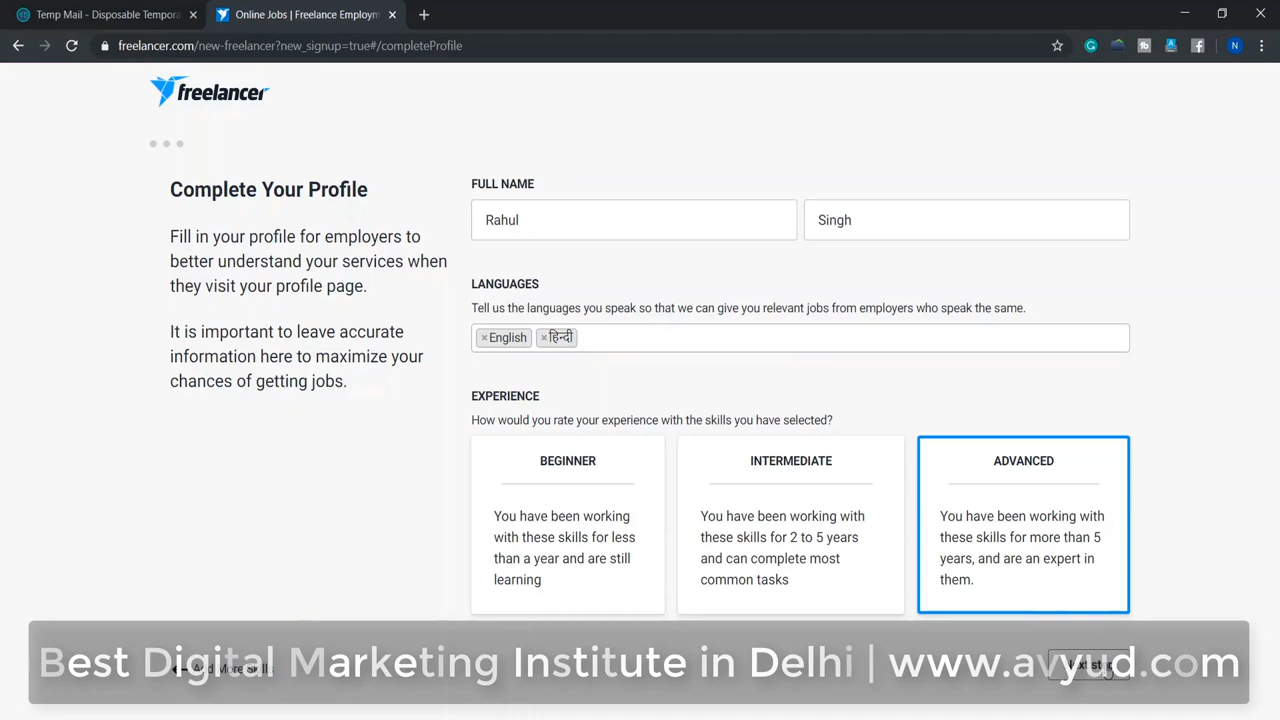 Temp Mail - Disposable Tempora
Online Jobs | Freelance Employm
freelancer.com/new-freelancer?new_signup=true#/completeProfile
N
freelancer
Complete Your Profile
Fill in your profile for employers to
better understand your services when
they visit your profile page.
It is important to leave accurate
information here to maximize your
chances of getting jobs.
FULL NAME
Rahul
Singh
LANGUAGES
Tell us the languages you speak so that we can give you relevant jobs from employers who speak the same.
×English ×हिन्दी
EXPERIENCE
How would you rate your experience with the skills you have selected?
BEGINNER
You have been working
with these skills for less
than a year and are still
learning
INTERMEDIATE
You have been working with
these skills for 2 to 5 years
and can complete most
common tasks
ADVANCED
You have been working with
these skills for more than 5
years, and are an expert in
them.
Add More Skills
Next step
Best Digital Marketing Institute in Delhi | www.avyud.com